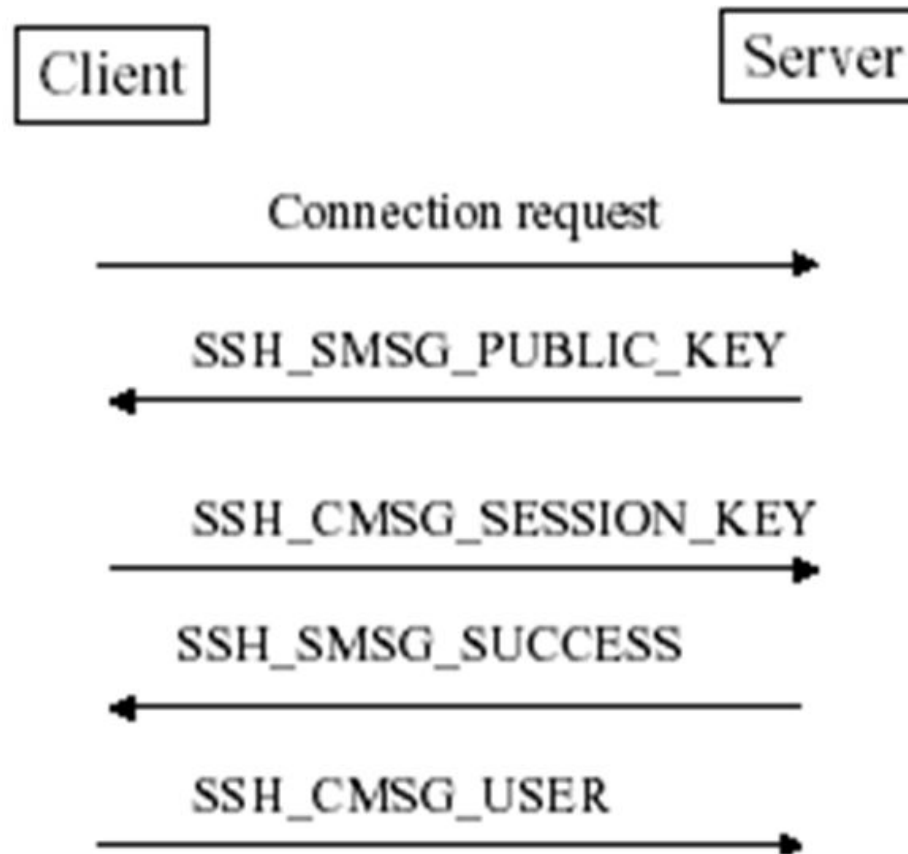 Client
Server
Connection request
SSH_SMSG_PUBLIC_KEY
SSH_CMSG_SESSION_KEY
SSH_SMSG_SUCCESS
SSH_CMSG_USER